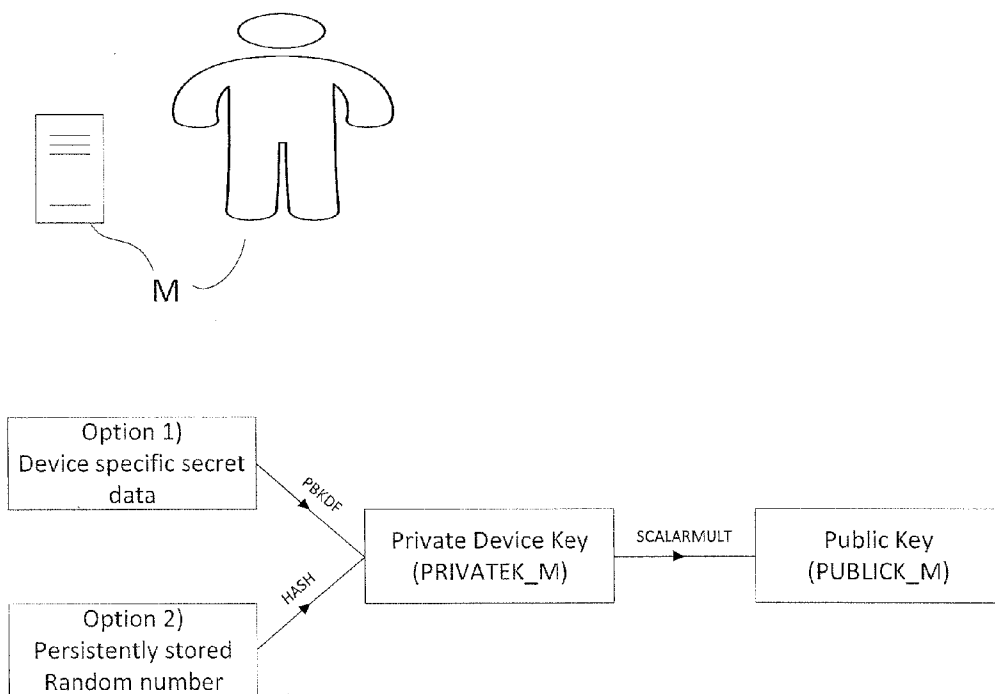 M
Option 1)
Device specific secret
data
PBKDF
HASH
Private Device Key
(PRIVATEK_M)
SCALARMULT
Public Key
(PUBLICK_M)
Option 2)
Persistently stored
Random number